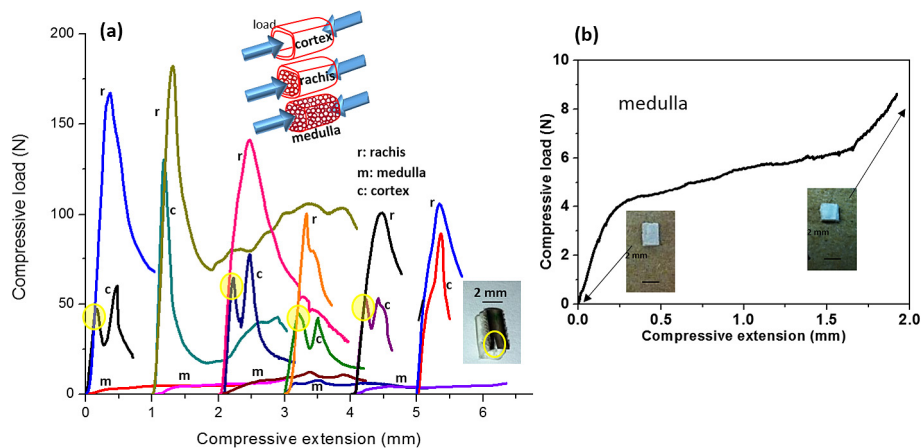 (a)
load
cortex
rachis
medulla
r: rachis
m: medulla
c: cortex
r
r
r
r
r
c
c
c
c
c
c
m
m
m
m
m
2 mm
200
150
100
50
0
0
1
2
3
4
5
6
Compressive load (N)
Compressive extension (mm)
(b)
medulla
2 mm
2 mm
10
8
6
4
2
0
0.0
0.5
1.0
1.5
2.0
Compressive load (N)
Compressive extension (mm)